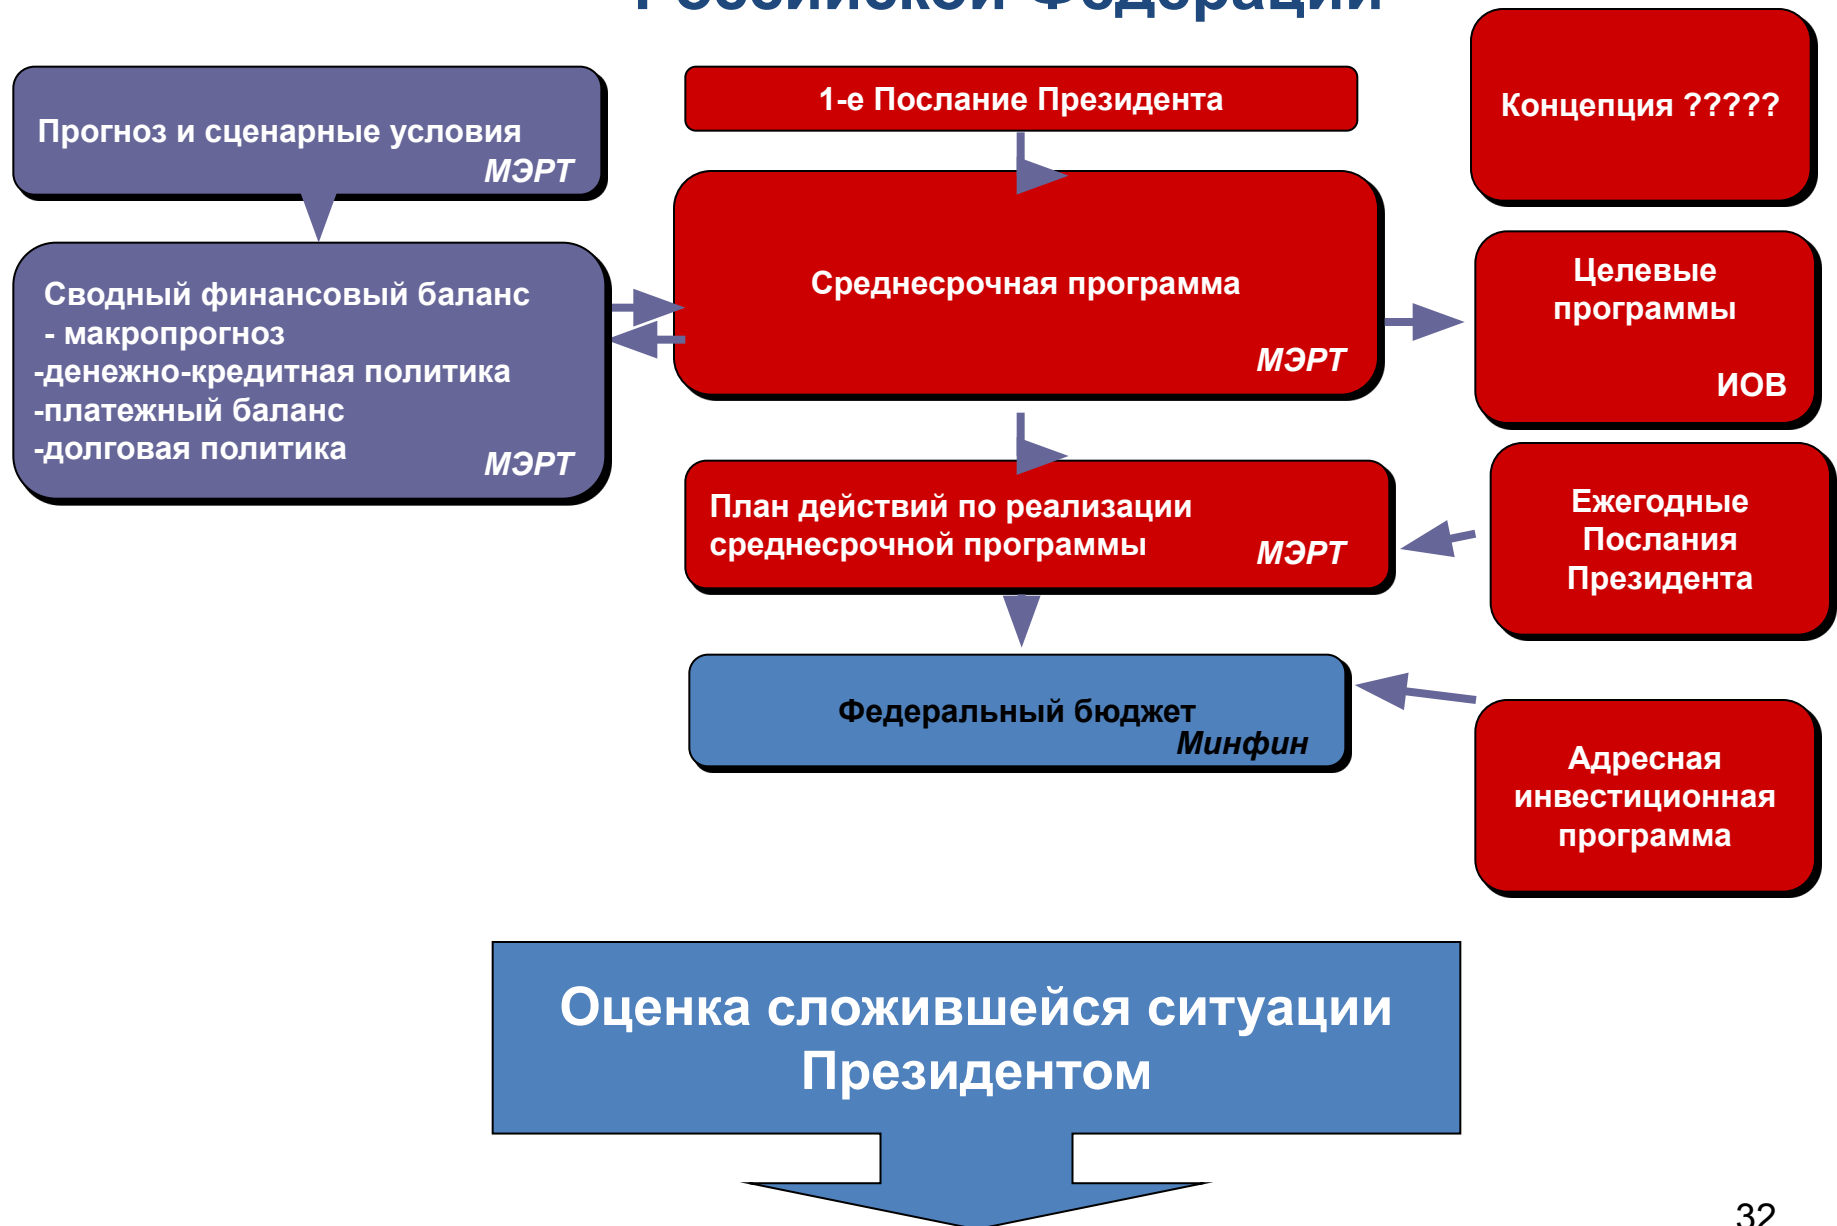 Российской Федерации
1-е Послание Президента
Концепция ?????
Прогноз и сценарные условия
МЭРТ
Сводный финансовый баланс
- макропрогноз
-денежно-кредитная политика
-платежный баланс
-долговая политика
МЭРТ
Среднесрочная программа
МЭРТ
Целевые
программы
ИОВ
План действий по реализации
среднесрочной программы
МЭРТ
Ежегодные
Послания
Президента
Федеральный бюджет
Минфин
Адресная
инвестиционная
программа
Оценка сложившейся ситуации
Президентом
32